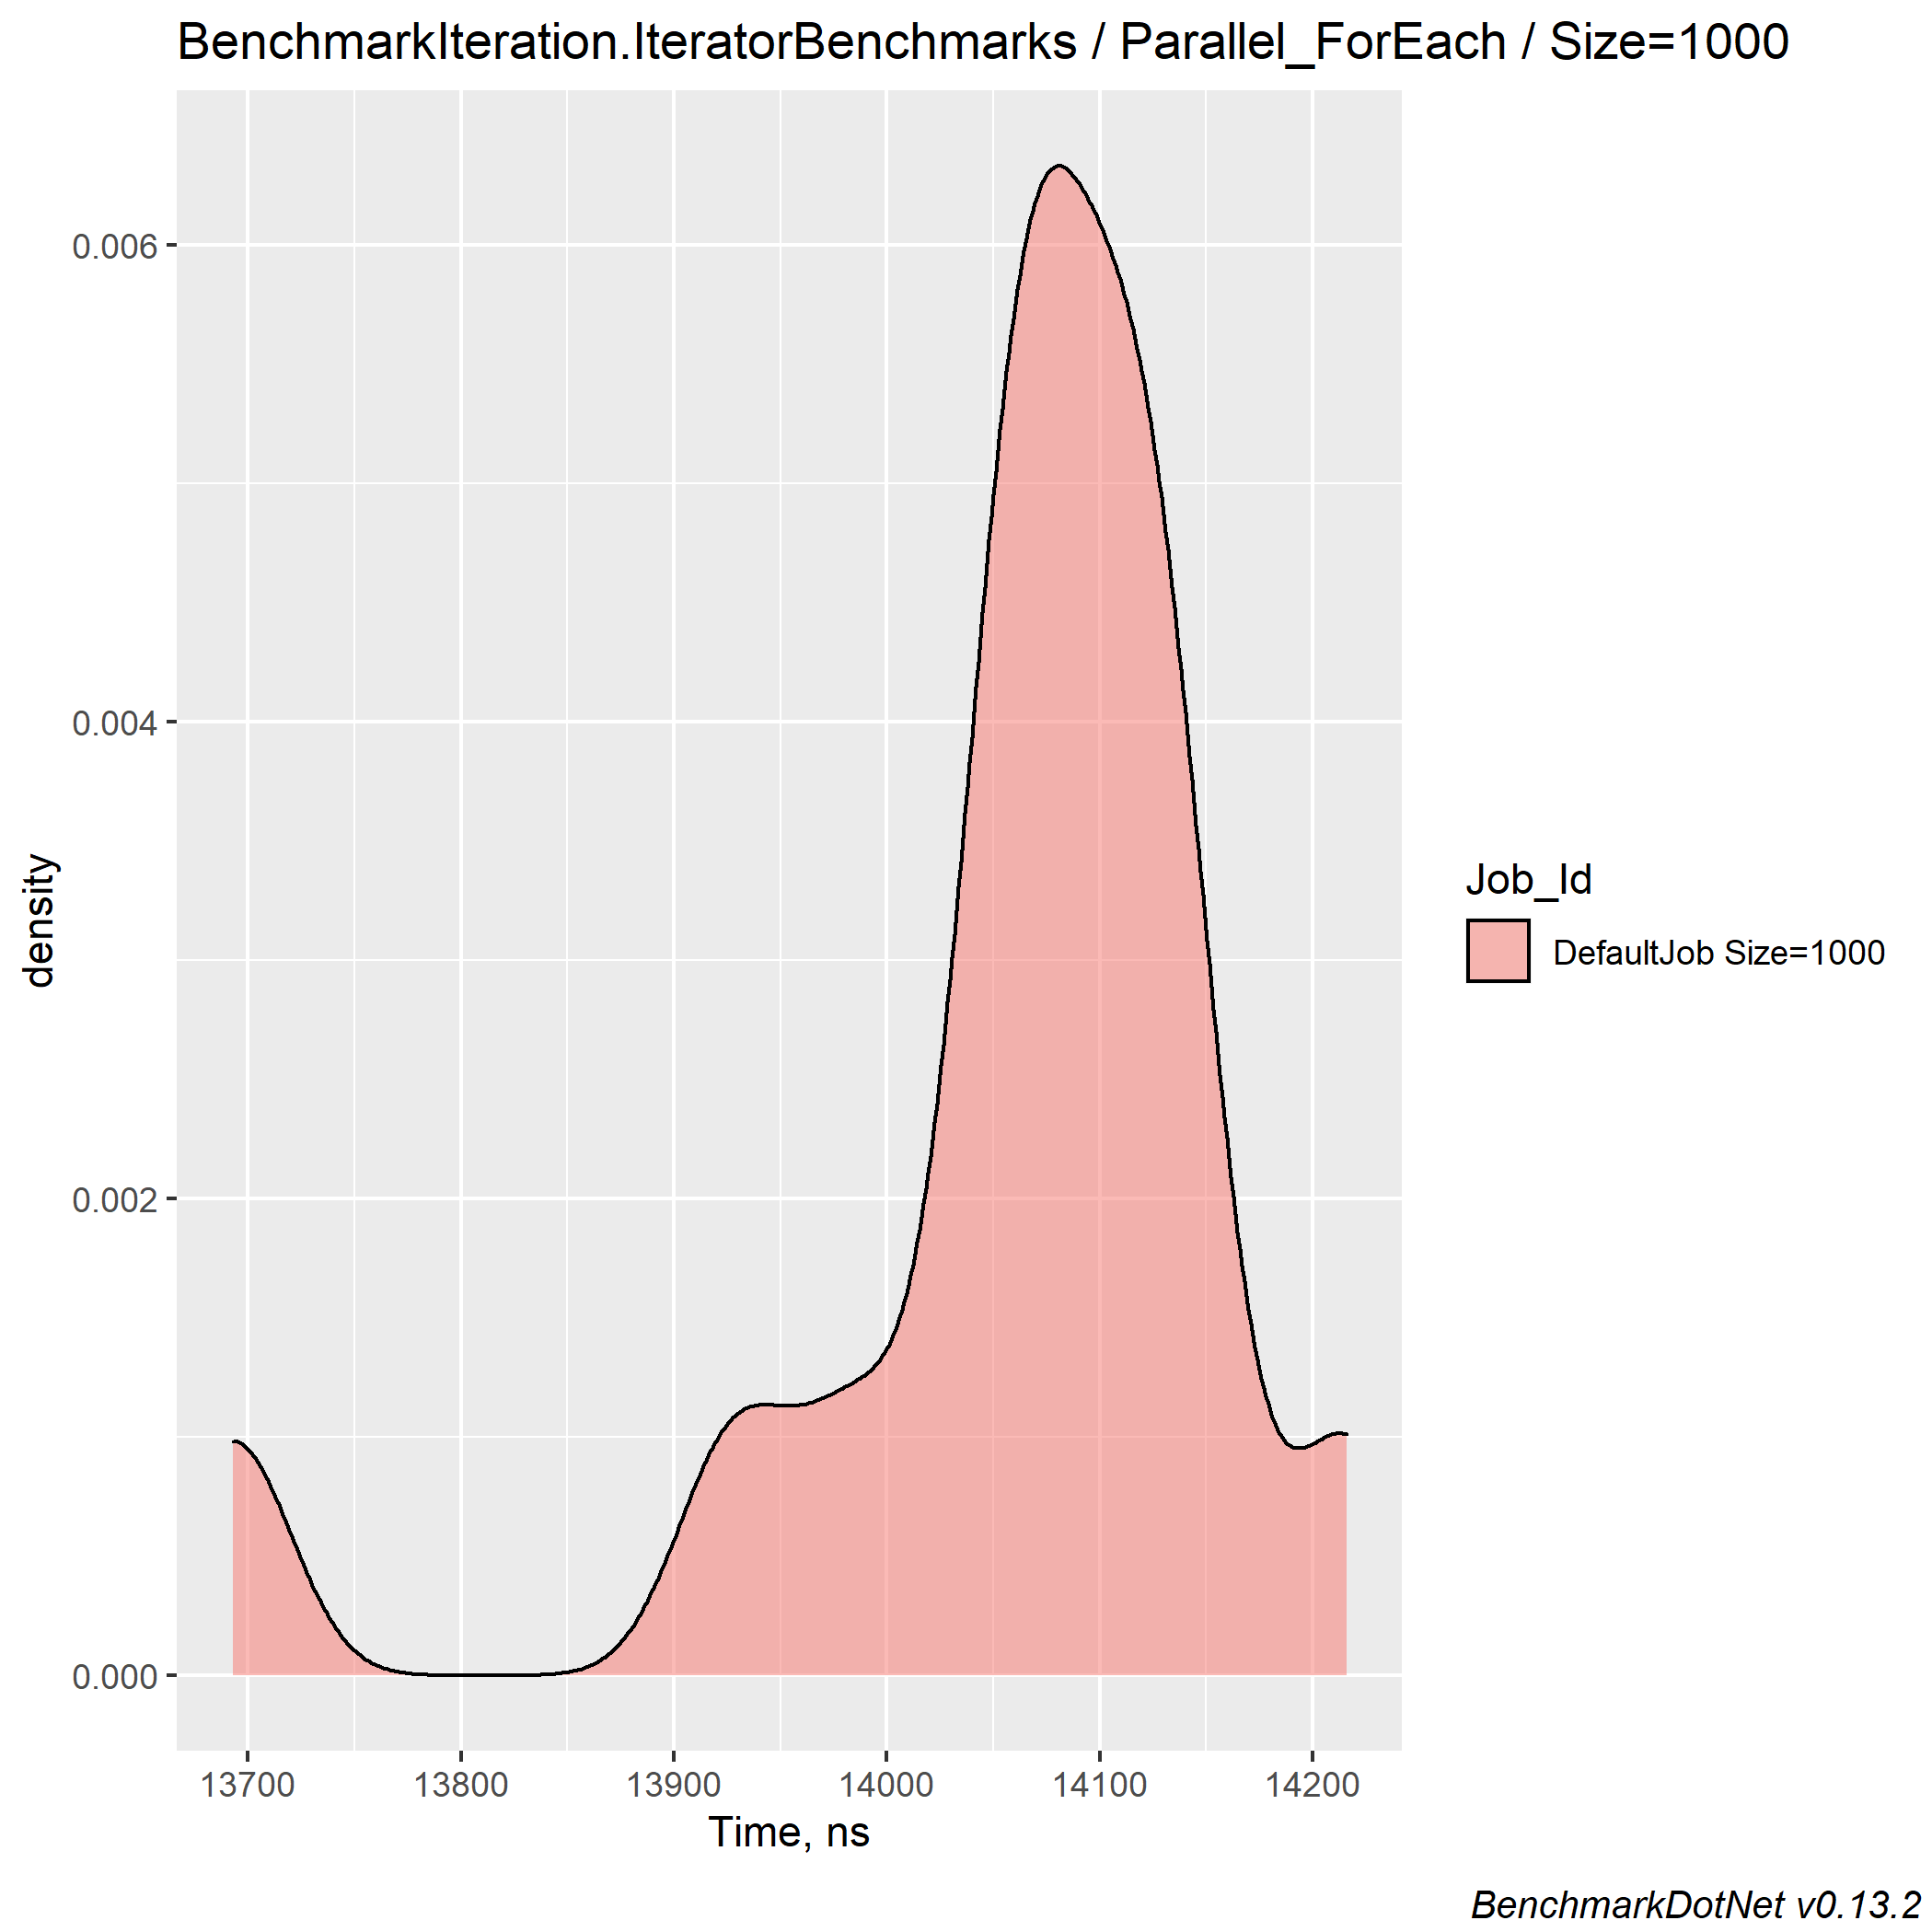 BenchmarkIteration.IteratorBenchmarks / Parallel_ForEach / Size=1000
0.006
0.004
0.002
0.000
density
13700 13800 13900 14000 14100 14200
Time, ns
Job_Id
DefaultJob Size=1000
BenchmarkDotNet v0.13.2